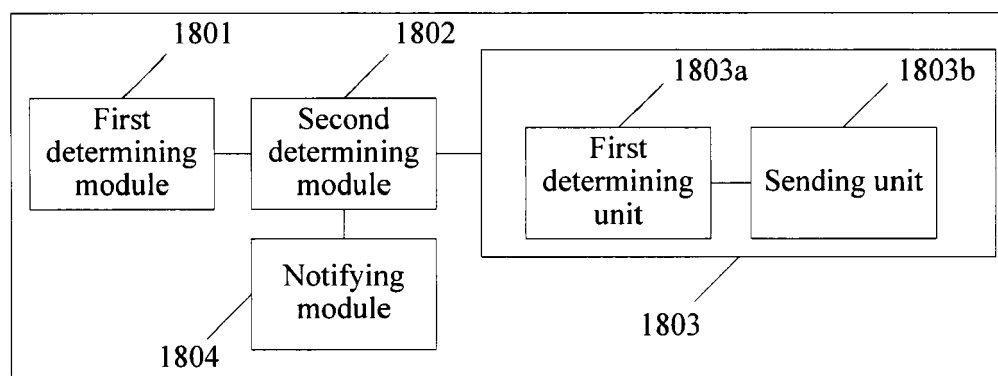 1801
1802
1803a
1803b
First
determining
module
Second
determining
module
First
determining
unit
Sending unit
Notifying
module
1804
1803